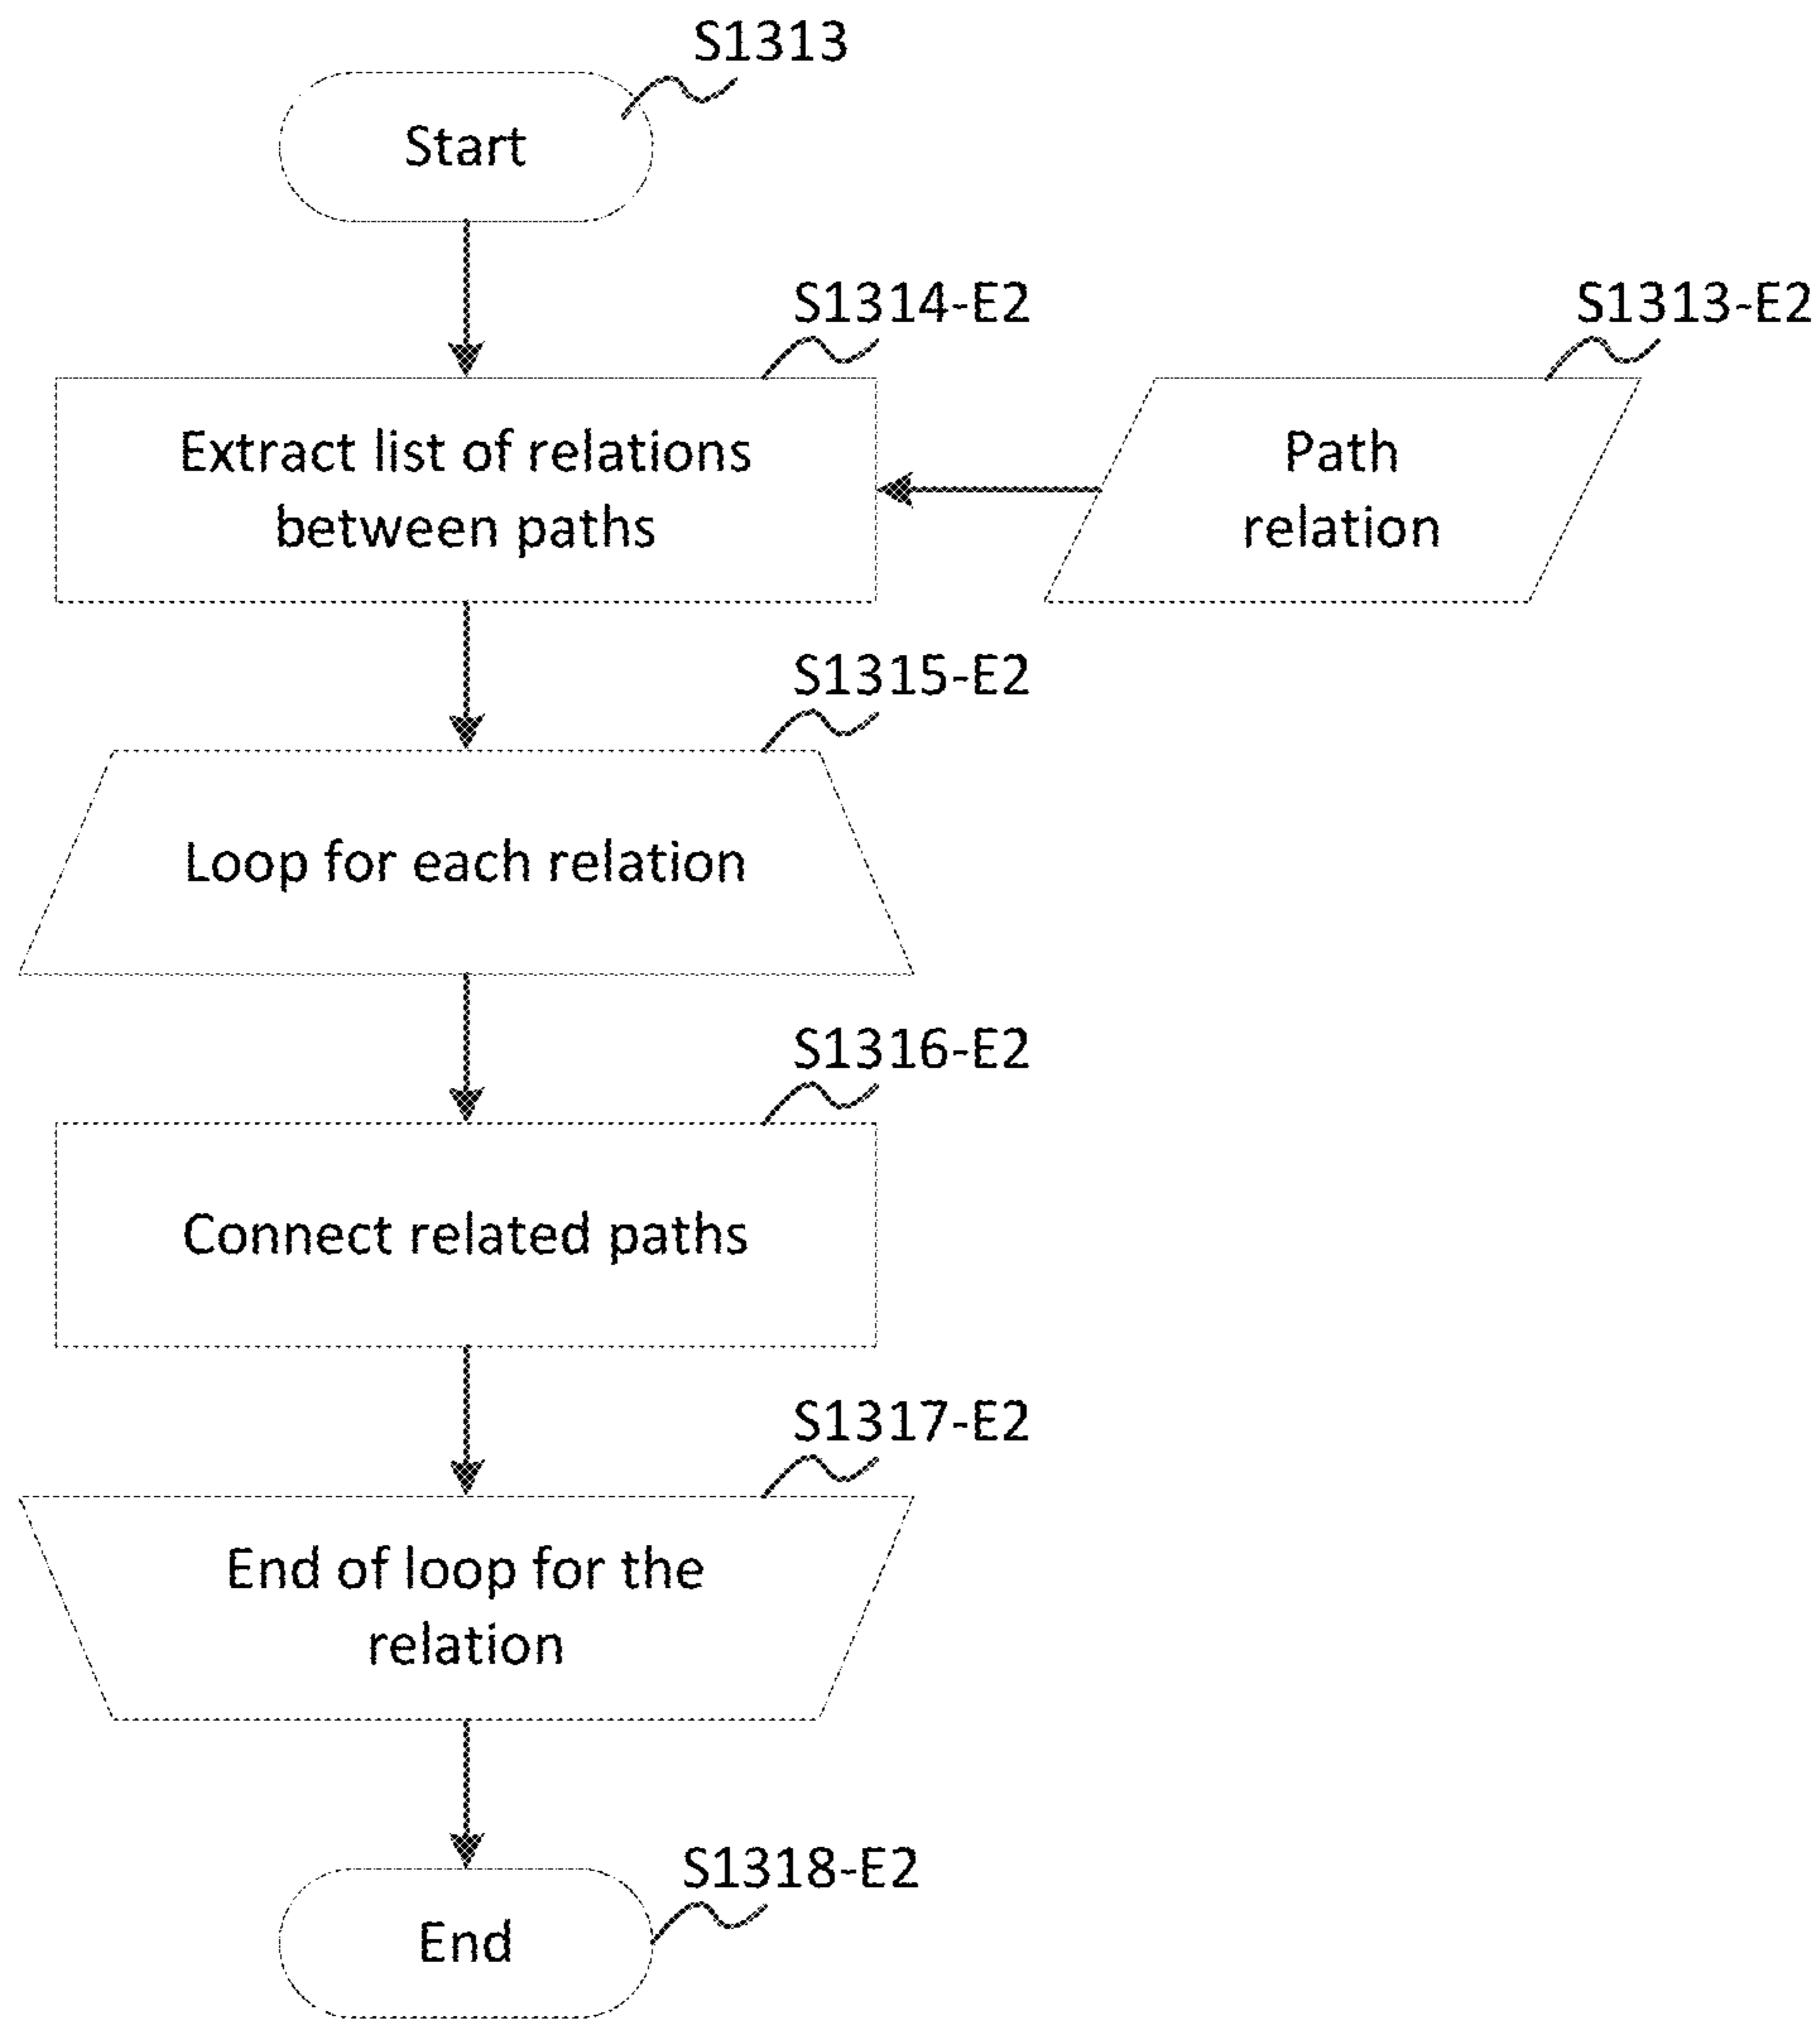 S1313
Start
S1314-E2
S1313-E2
Extract list of relations
between paths
Path
relation
S1315-E2
Loop for each relation
S1316-E2
Connect related paths
S1317-E2
End of loop for the
relation
S1318-E2
End